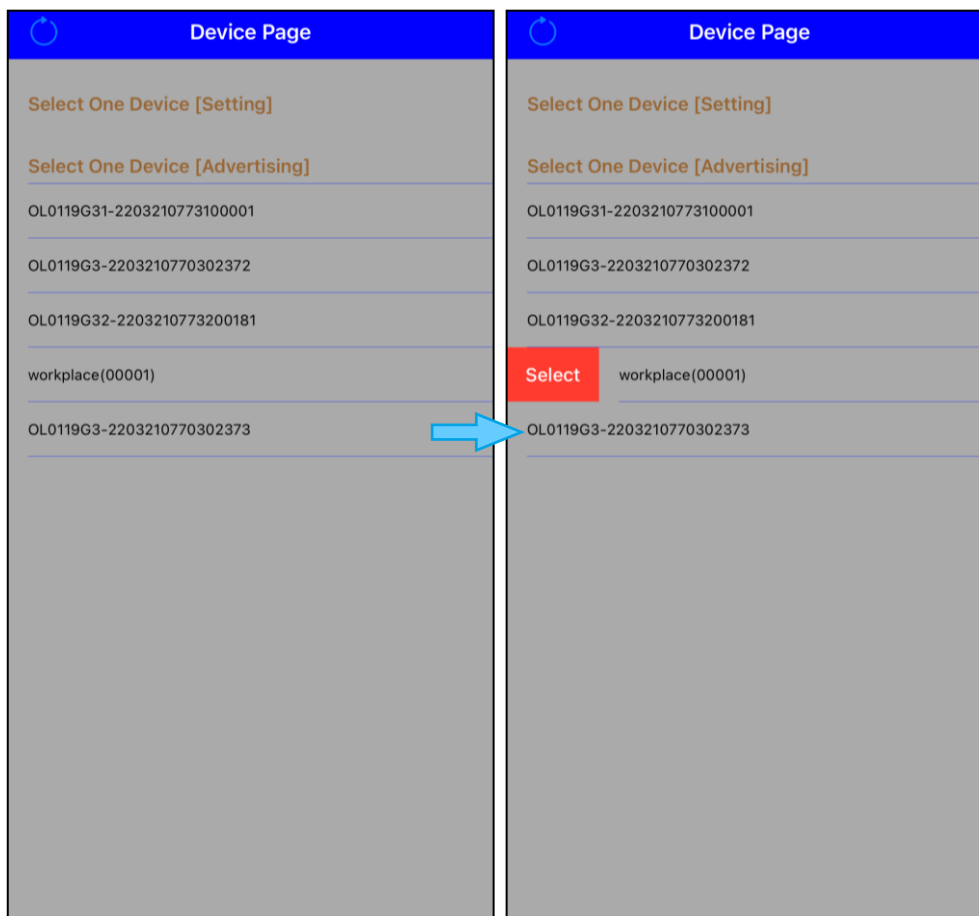 Device Page
Select One Device [Setting]
Select One Device [Advertising]
OL0119G31-2203210773100001
OL0119G3-2203210770302372
OL0119G32-2203210773200181
workplace(00001)
OL0119G3-2203210770302373
Device Page
Select One Device [Setting]
Select One Device [Advertising]
OL0119G31-2203210773100001
OL0119G3-2203210770302372
OL0119G32-2203210773200181
Select workplace(00001)
OL0119G3-2203210770302373